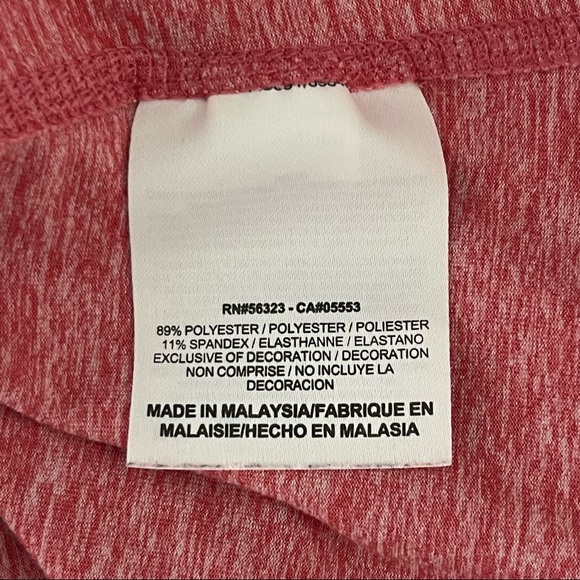 RN#56323 - CA#05553
89% POLYESTER / POLYESTER / POLIESTER
11% SPANDEX / ELASTHANNE / ELASTANO
EXCLUSIVE OF DECORATION / DECORATION
NON COMPRISE / NO INCLUYE LA
DECORACION
MADE IN MALAYSIA/FABRIQUE EN
MALAISIE/HECHO EN MALASIA